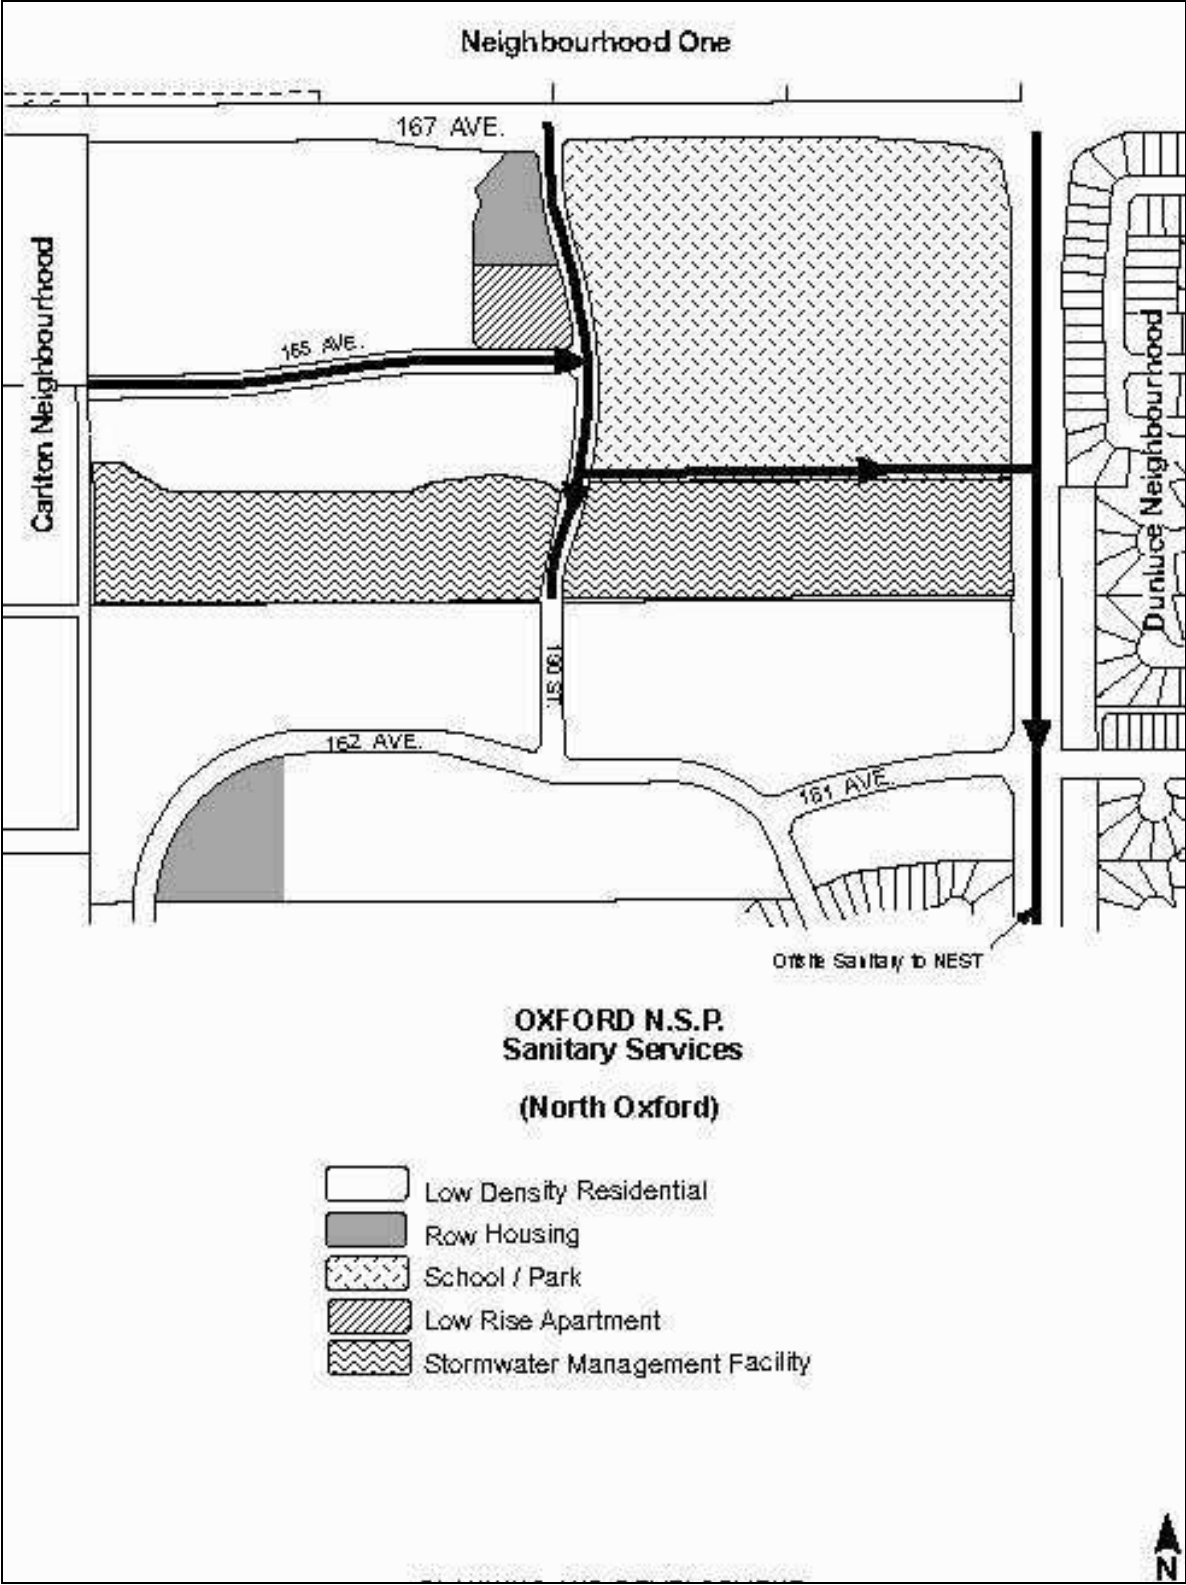 Neighbourhood One
167 AVE.
Carlton Neighbourhood
165 AVE.
Dunluce Neighbourhood
ST.
162 AVE.
161 AVE.
Offsite Sanitary to NEST
OXFORD N.S.P.
Sanitary Services
(North Oxford)
Low Density Residential
Row Housing
School / Park
Low Rise Apartment
Stormwater Management Facility
N